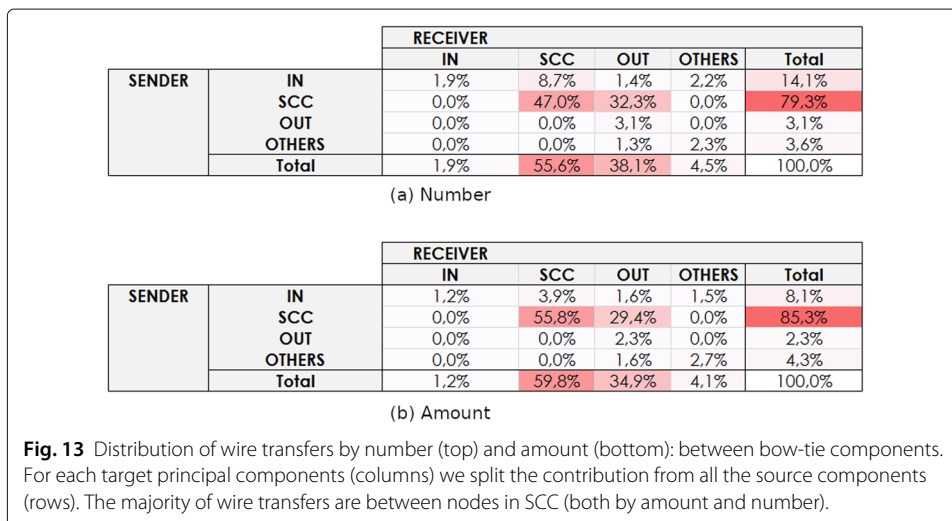 RECEIVER
IN SCC OUT OTHERS Total
SENDER IN 1,9% 8,7% 1,4% 2,2% 14,1%
SCC 0,0% 47,0% 32,3% 0,0% 79,3%
OUT 0,0% 0,0% 3,1% 0,0% 3,1%
OTHERS 0,0% 0,0% 1,3% 2,3% 3,6%
Total 1,9% 55,6% 38,1% 4,5% 100,0%
(a) Number
RECEIVER
IN SCC OUT OTHERS Total
SENDER IN 1,2% 3,9% 1,6% 1,5% 8,1%
SCC 0,0% 55,8% 29,4% 0,0% 85,3%
OUT 0,0% 0,0% 2,3% 0,0% 2,3%
OTHERS 0,0% 0,0% 1,6% 2,7% 4,3%
Total 1,2% 59,8% 34,9% 4,1% 100,0%
(b) Amount
Fig. 13 Distribution of wire transfers by number (top) and amount (bottom): between bow-tie components.
For each target principal components (columns) we split the contribution from all the source components
(rows). The majority of wire transfers are between nodes in SCC (both by amount and number).